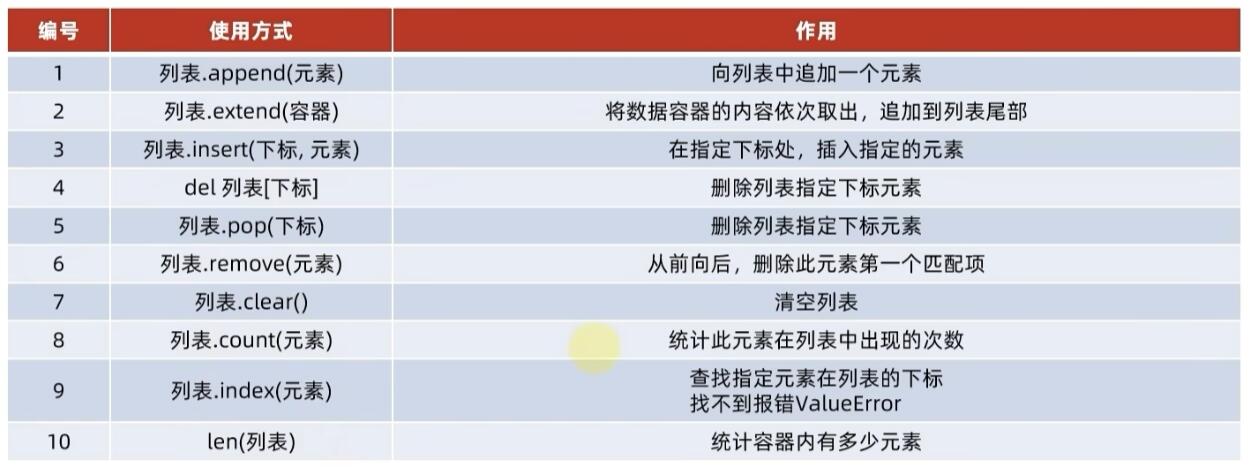 编号 使用方式 作用
1 列表.append(元素) 向列表中追加一个元素
2 列表.extend(容器) 将数据容器的内容依次取出，追加到列表尾部
3 列表.insert(下标, 元素) 在指定下标处，插入指定的元素
4 del 列表[下标] 删除列表指定下标元素
5 列表.pop(下标) 删除列表指定下标元素
6 列表.remove(元素) 从前向后，删除此元素第一个匹配项
7 列表.clear() 清空列表
8 列表.count(元素) 统计此元素在列表中出现的次数
9 列表.index(元素) 查找指定元素在列表的下标
找不到报错ValueError
10 len(列表) 统计容器内有多少元素